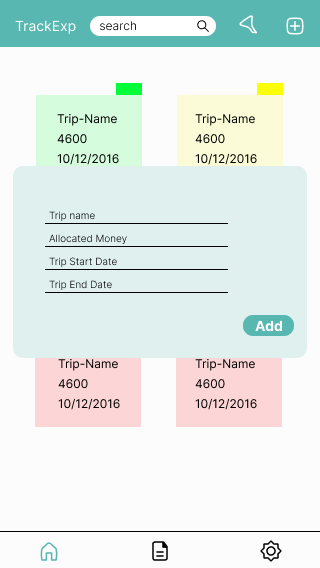 TrackExp
search
Trip-Name
4600
10/12/2016
Trip-Name
4600
10/12/2016
Trip name
Allocated Money
Trip Start Date
Trip End Date
Add
Trip-Name
4600
10/12/2016
Trip-Name
4600
10/12/2016